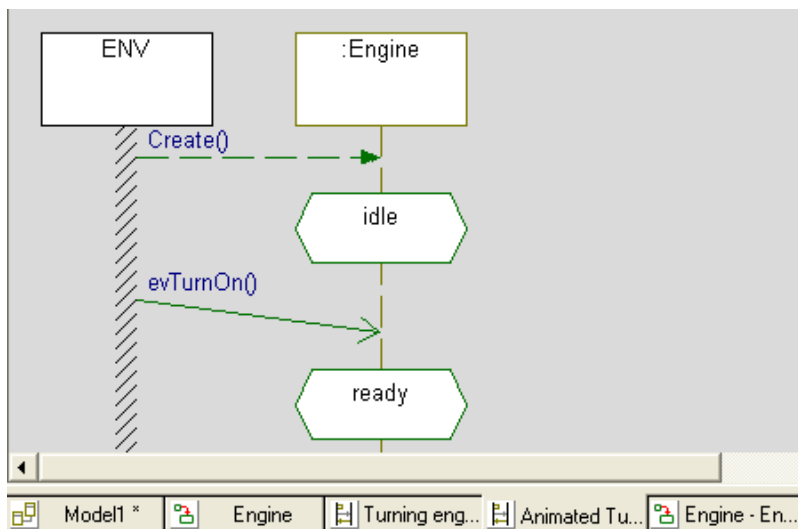 ENV :Engine
Create()
idle
evTurnOn()
ready
Model1 * Engine Turning eng... Animated Tu... Engine - En...